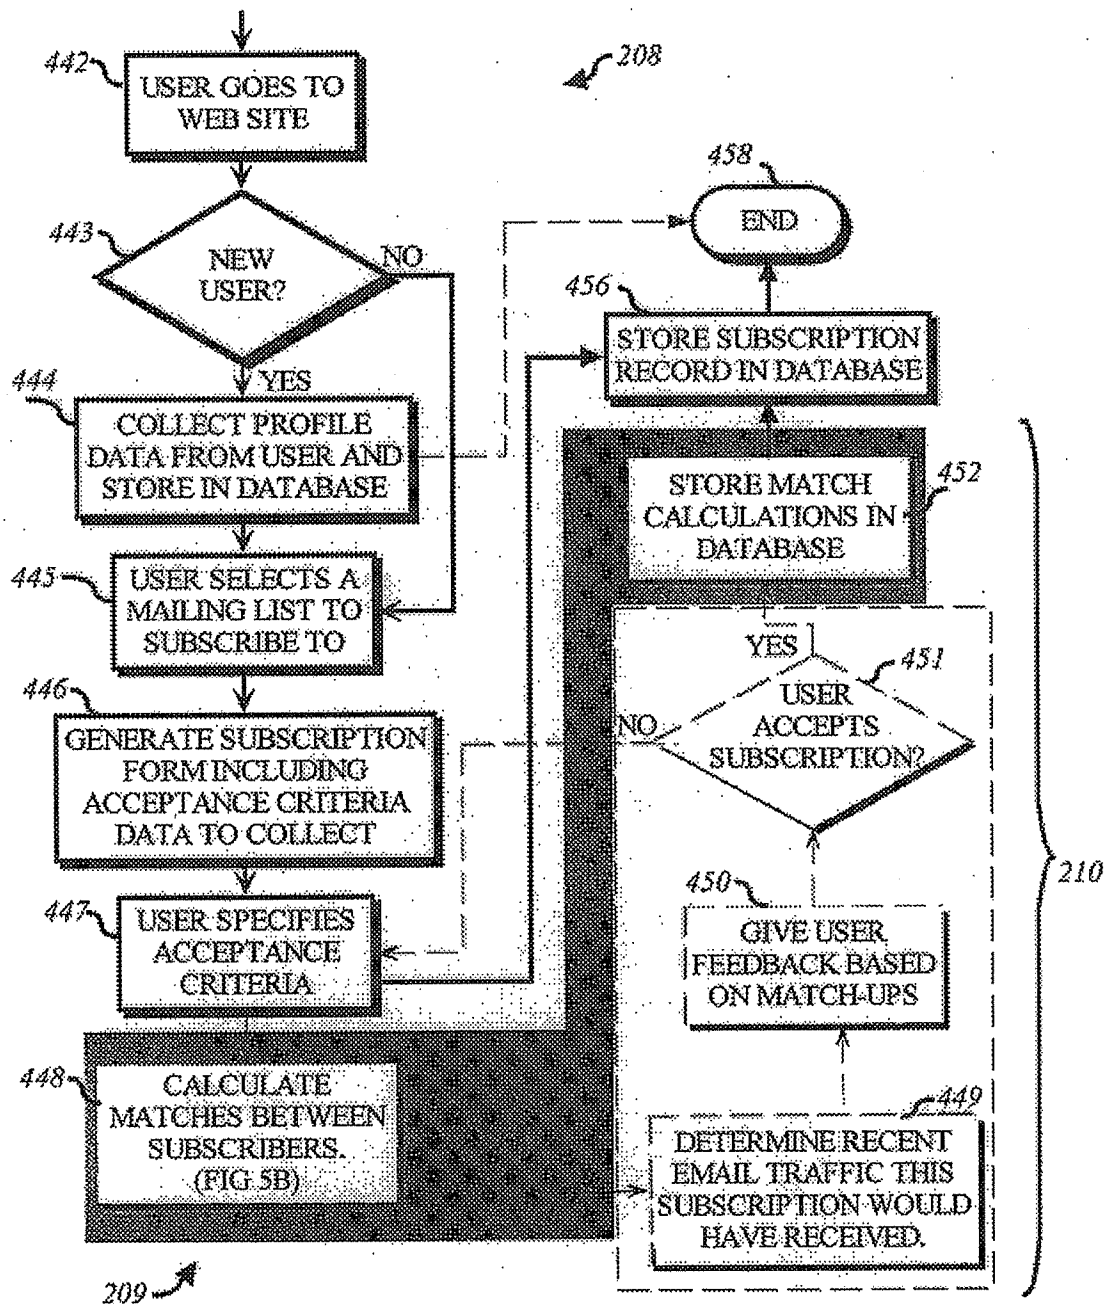 442
USER GOES TO
WEB SITE
208
443
NEW
USER?
NO
YES
444
COLLECT PROFILE
DATA FROM USER AND
STORE IN DATABASE
445
USER SELECTS A
MAILING LIST TO
SUBSCRIBE TO
446
GENERATE SUBSCRIPTION
FORM INCLUDING
ACCEPTANCE CRITERIA
DATA TO COLLECT
447
USER SPECIFIES
ACCEPTANCE
CRITERIA
448
CALCULATE
MATCHES BETWEEN
SUBSCRIBERS.
(FIG 5B)
209
458
END
456
STORE SUBSCRIPTION
RECORD IN DATABASE
452
STORE MATCH
CALCULATIONS IN
DATABASE
YES
451
USER
ACCEPTS
SUBSCRIPTION?
NO
450
GIVE USER
FEEDBACK BASED
ON MATCH-UPS
449
DETERMINE RECENT
EMAIL TRAFFIC THIS
SUBSCRIPTION WOULD
HAVE RECEIVED.
210